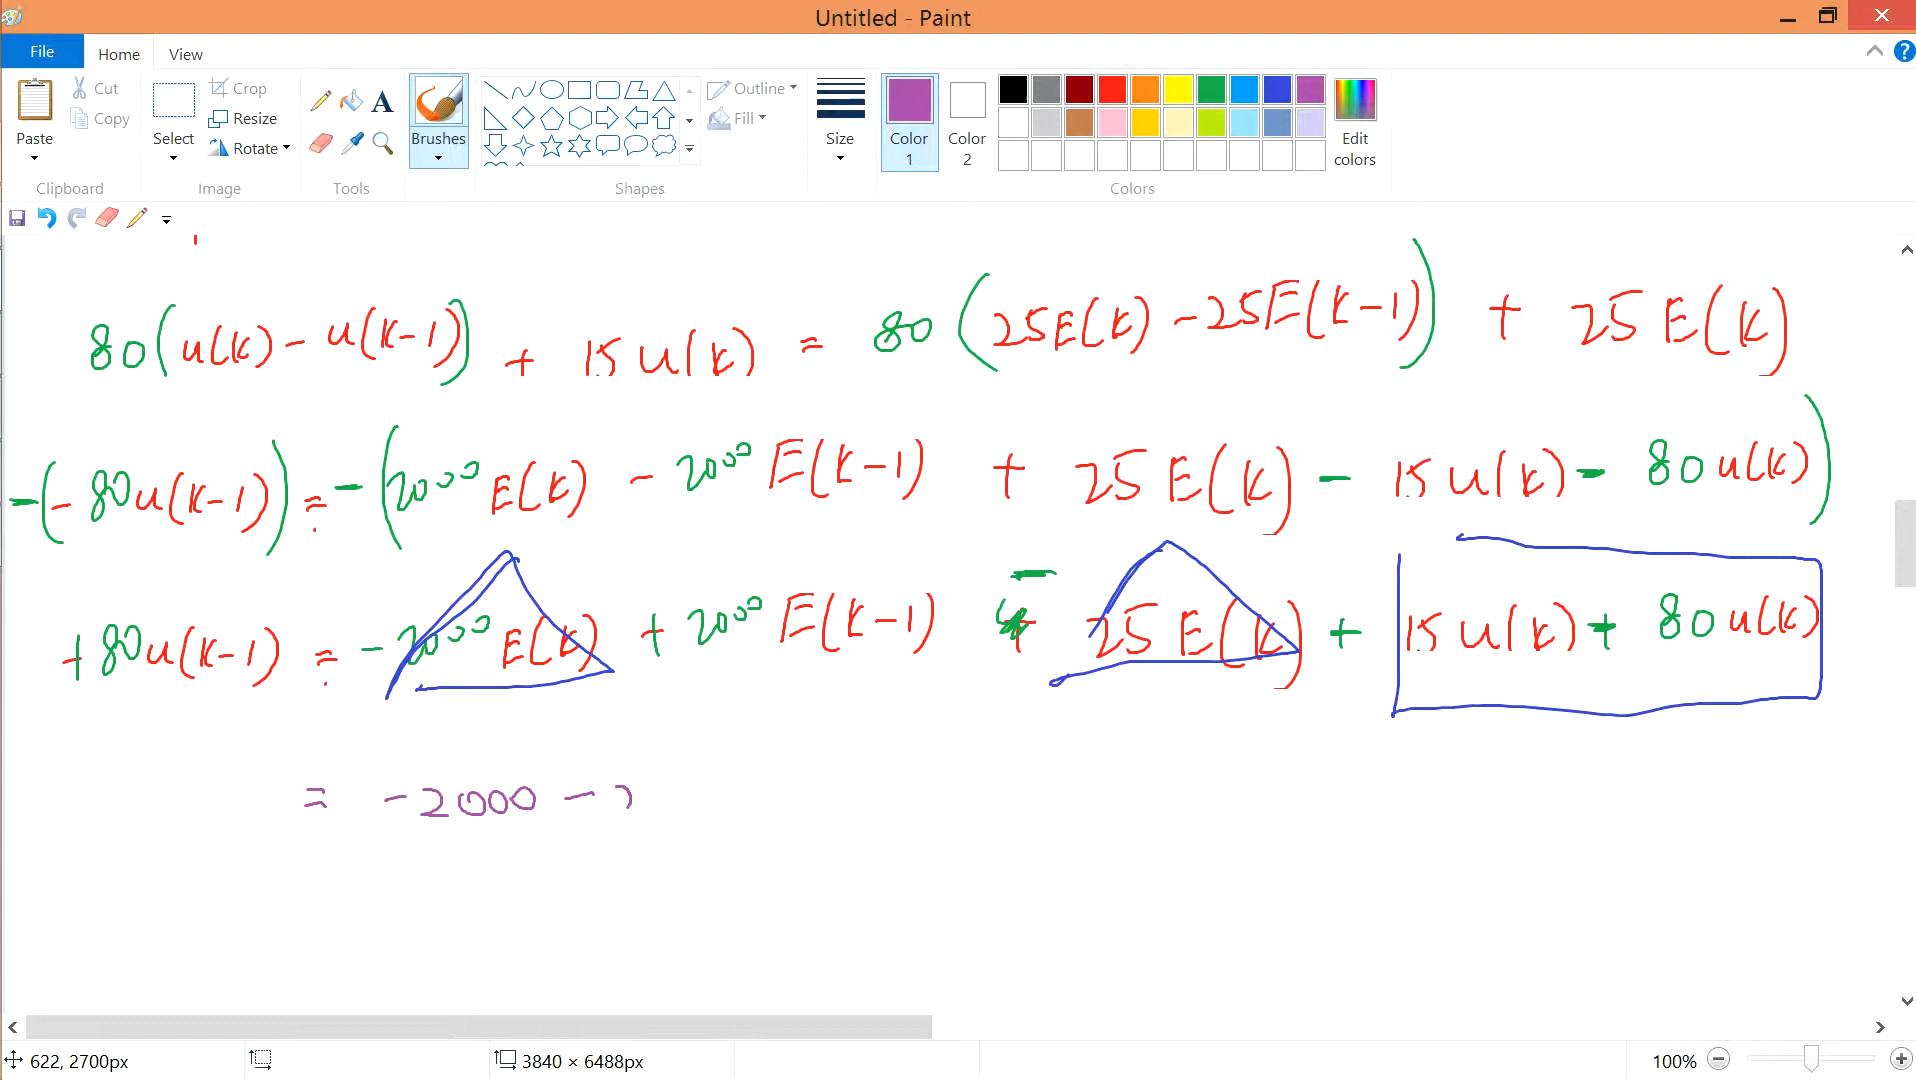 Untitled - Paint
File Home View
Paste Cut Copy Clipboard
Select Crop Resize Rotate Image
Tools
Brushes
Outline Fill Shapes
Size
Color 1 Color 2 Edit colors Colors
80(u(k) - u(k-1)) + 15 u(k) = 80 (25E(k) - 25E(k-1)) + 25 E(k)
-(-80u(k-1)) = -(2000 E(k) - 2000 E(k-1) + 25 E(k) - 15 u(k) - 80 u(k))
+80u(k-1) = -2000 E(k) + 2000 E(k-1) - 25 E(k) + 15 u(k) + 80 u(k)
= -2000 -
622, 2700px 3840 × 6488px 100%